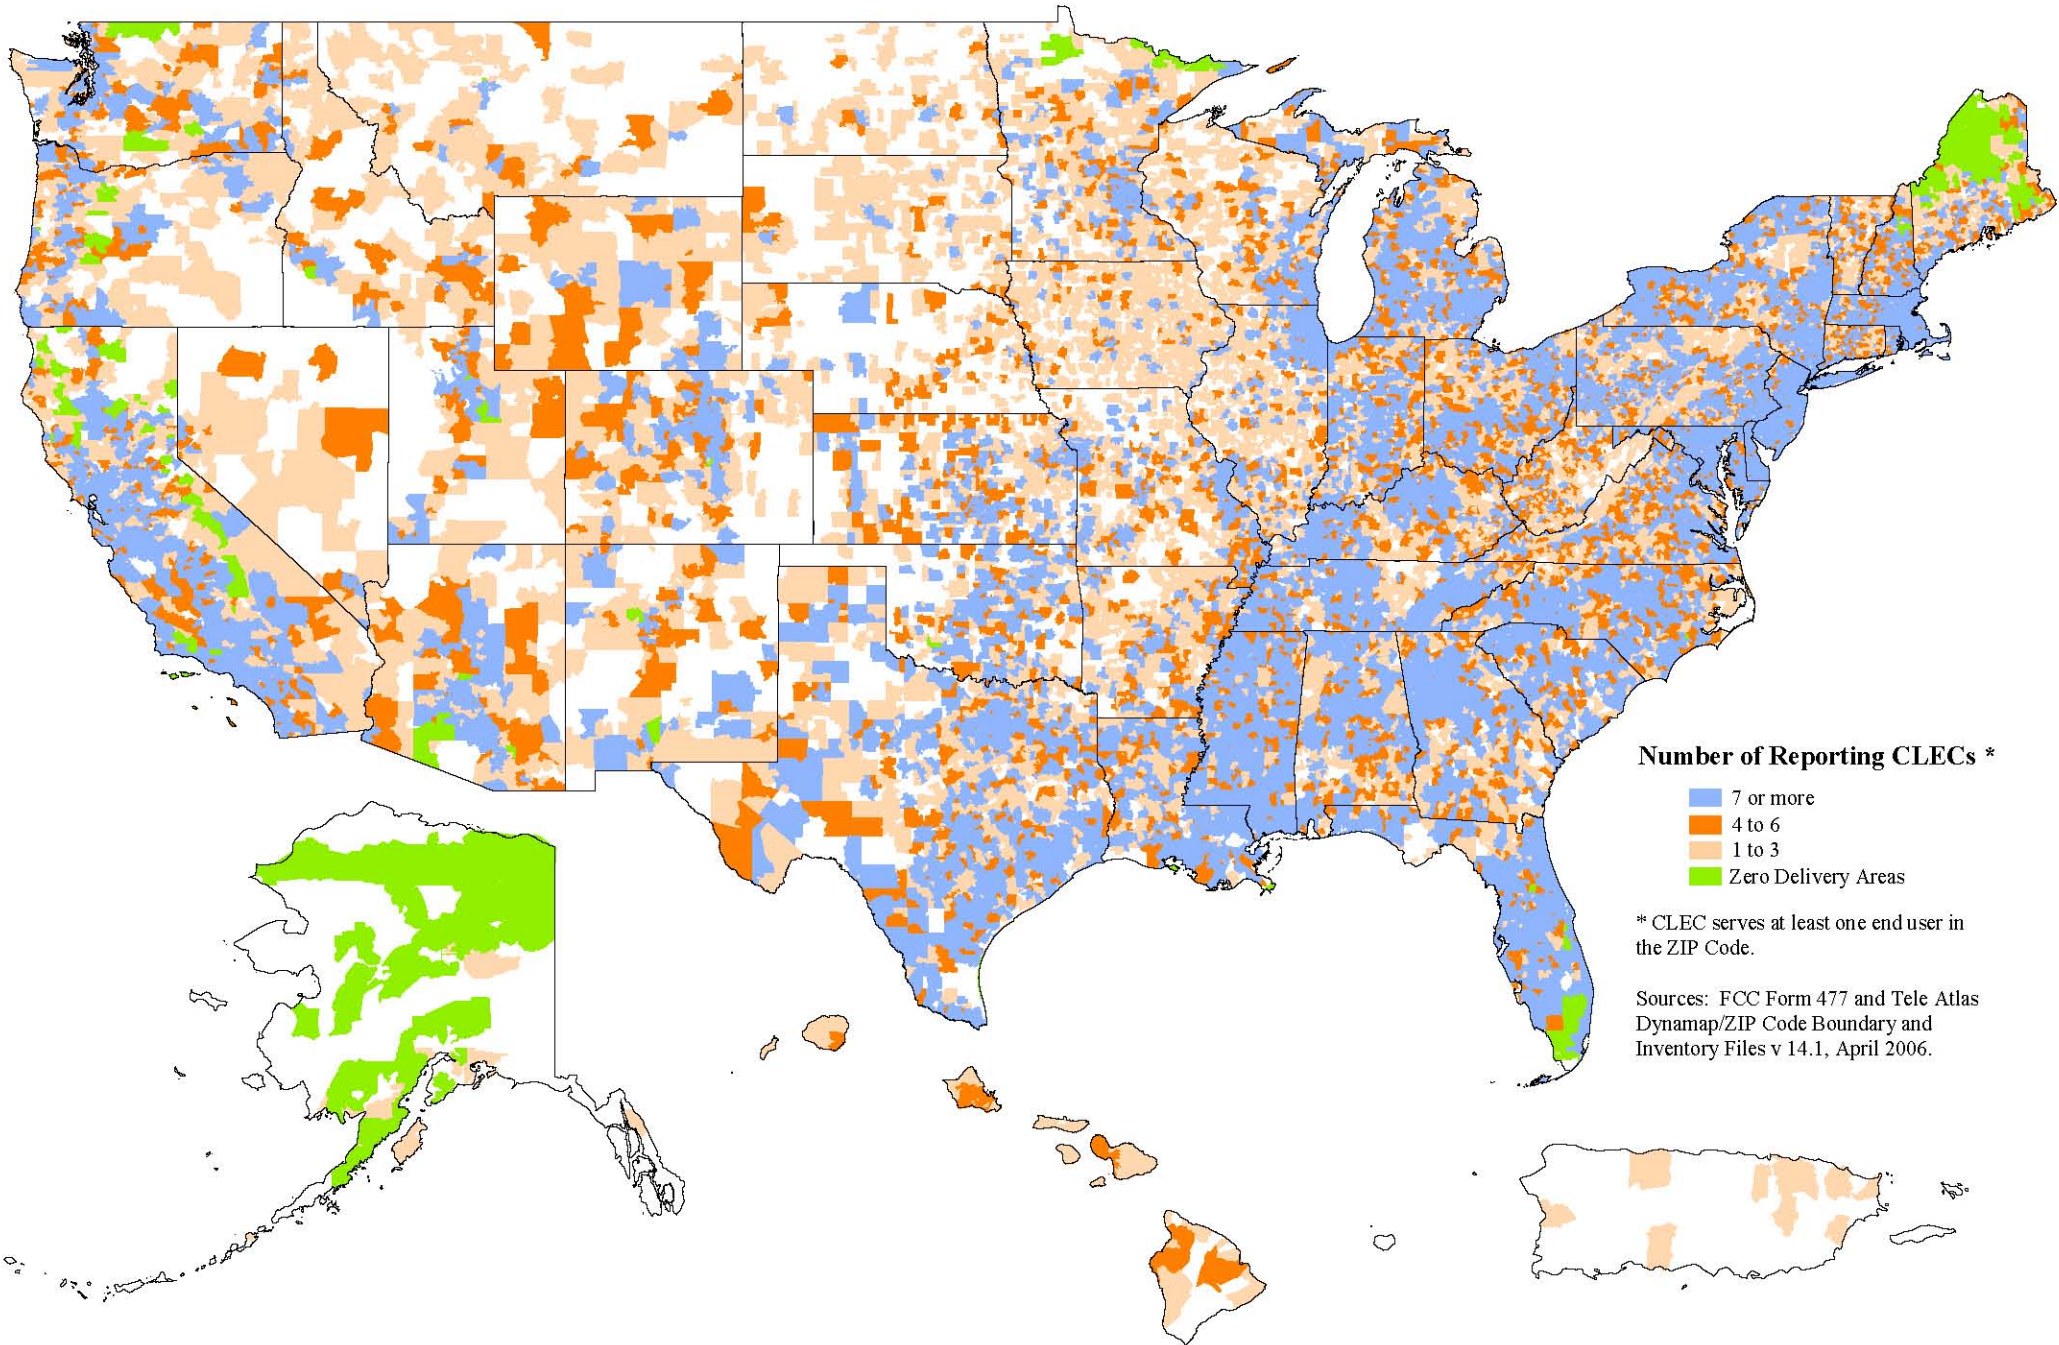 Number of Reporting CLECs *
7 or more
4 to 6
1 to 3
Zero Delivery Areas
* CLEC serves at least one end user in
the ZIP Code.
Sources: FCC Form 477 and Tele Atlas
Dynamap/ZIP Code Boundary and
Inventory Files v 14.1, April 2006.